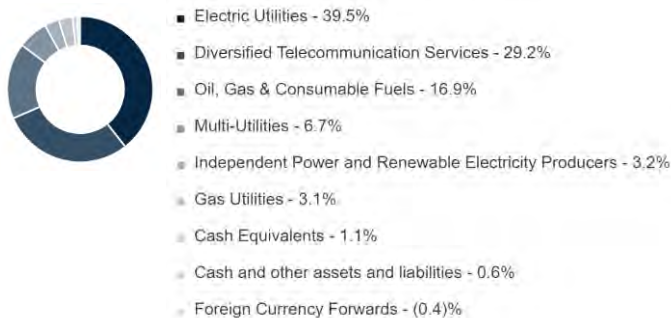 Electric Utilities - 39.5%
Diversified Telecommunication Services - 29.2%
Oil, Gas & Consumable Fuels - 16.9%
Multi-Utilities - 6.7%
Independent Power and Renewable Electricity Producers - 3.2%
Gas Utilities - 3.1%
Cash Equivalents - 1.1%
Cash and other assets and liabilities - 0.6%
Foreign Currency Forwards - (0.4)%